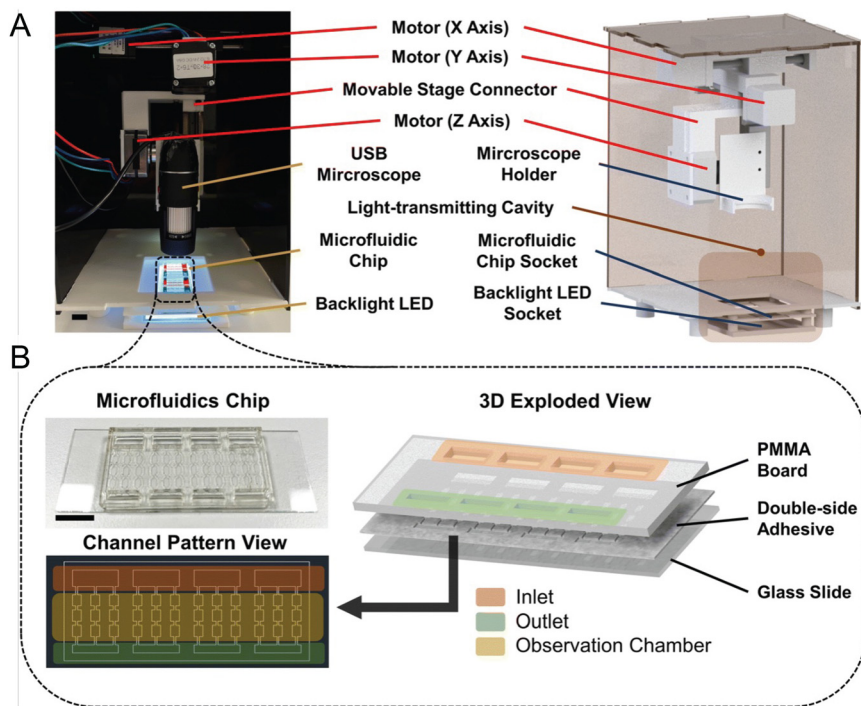 A
Motor (X Axis)
Motor (Y Axis)
Movable Stage Connector
Motor (Z Axis)
USB
Mircroscope
Mircroscope
Holder
Light-transmitting Cavity
Microfluidic
Chip
Microfluidic
Chip Socket
Backlight LED
Backlight LED
Socket
B
Microfluidics Chip
3D Exploded View
PMMA
Board
Double-side
Adhesive
Glass Slide
Channel Pattern View
Inlet
Outlet
Observation Chamber